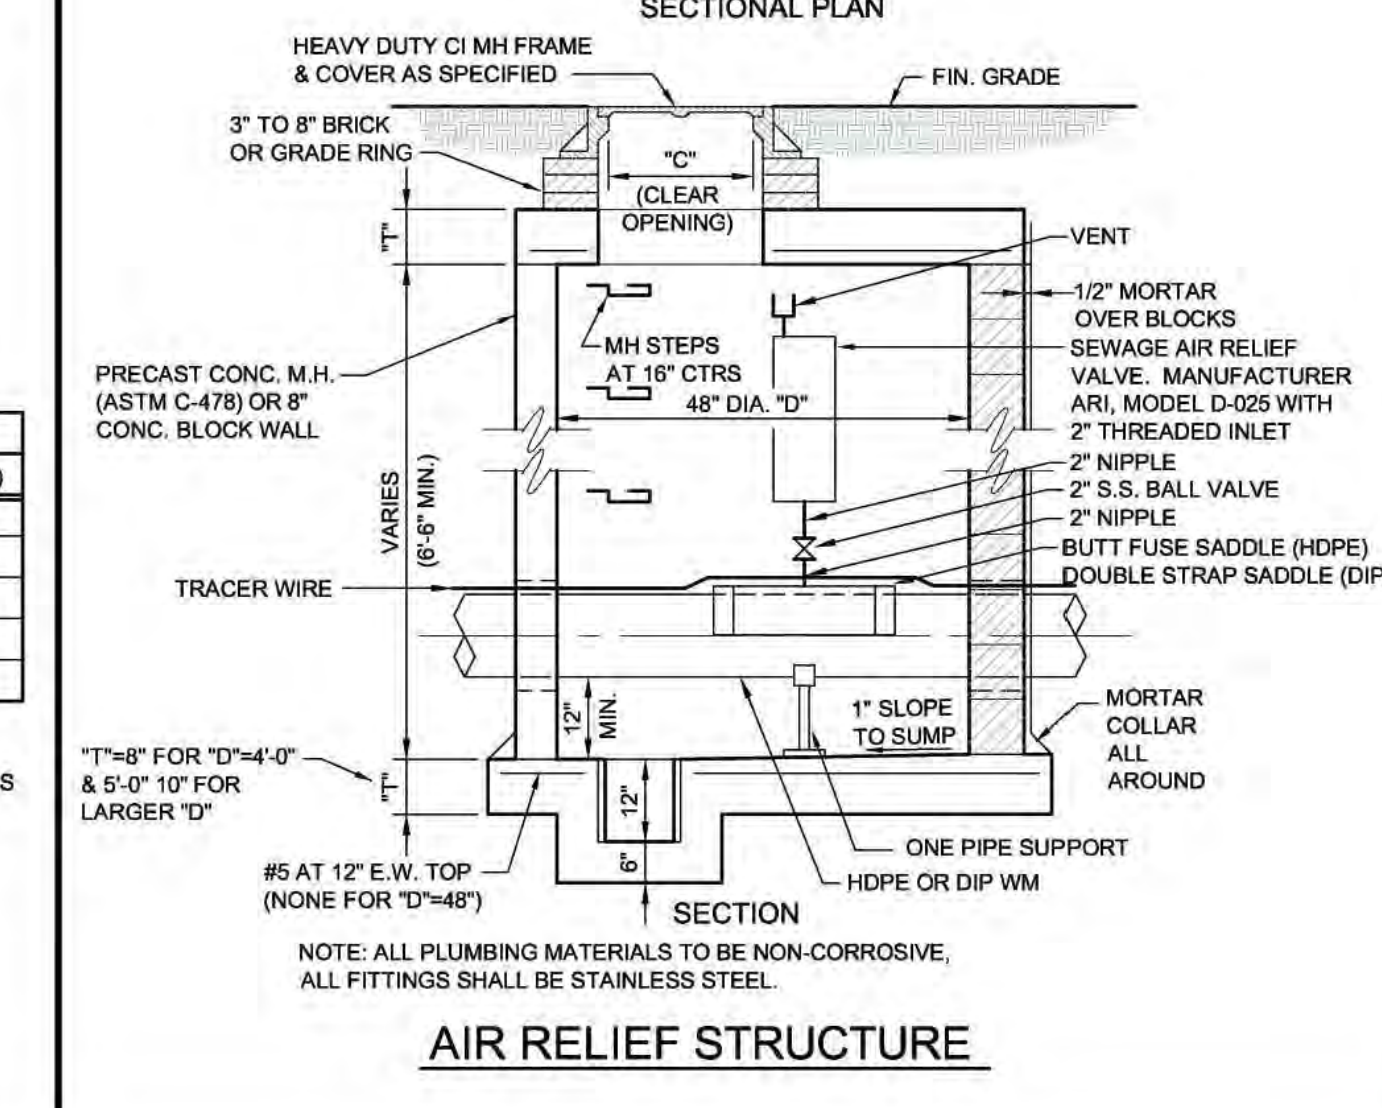 SECTIONAL PLAN
HEAVY DUTY CI MH FRAME
& COVER AS SPECIFIED
FIN. GRADE
3" TO 8" BRICK
OR GRADE RING
"C"
(CLEAR
OPENING)
"T"
VENT
1/2" MORTAR
OVER BLOCKS
MH STEPS
AT 16" CTRS
SEWAGE AIR RELIEF
VALVE. MANUFACTURER
ARI, MODEL D-025 WITH
2" THREADED INLET
PRECAST CONC. M.H.
(ASTM C-478) OR 8"
CONC. BLOCK WALL
48" DIA. "D"
2" NIPPLE
2" S.S. BALL VALVE
2" NIPPLE
VARIES
(6'-6" MIN.)
BUTT FUSE SADDLE (HDPE)
DOUBLE STRAP SADDLE (DIP
TRACER WIRE
12"
MIN.
1" SLOPE
TO SUMP
MORTAR
COLLAR
ALL
AROUND
"T"=8" FOR "D"=4'-0"
& 5'-0" 10" FOR
LARGER "D"
S
"T"
12"
6"
ONE PIPE SUPPORT
#5 AT 12" E.W. TOP
(NONE FOR "D"=48")
HDPE OR DIP WM
SECTION
NOTE: ALL PLUMBING MATERIALS TO BE NON-CORROSIVE,
ALL FITTINGS SHALL BE STAINLESS STEEL.
AIR RELIEF STRUCTURE